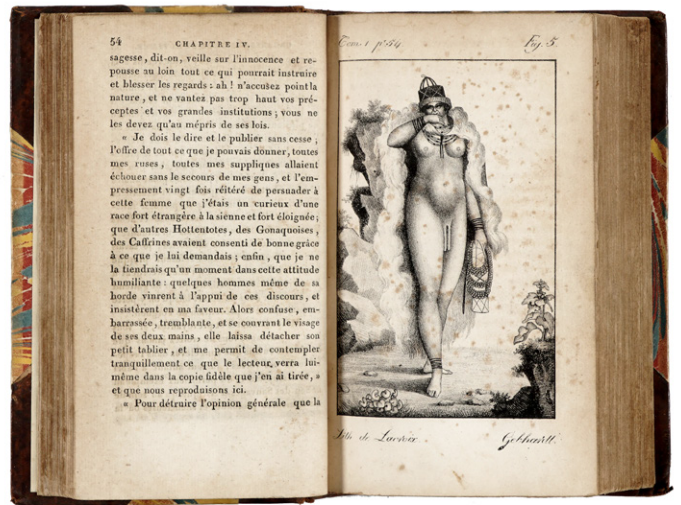 54 CHAPITRE IV.
sagesse, dit-on, veille sur l'innocence et re-
pousse au loin tout ce qui pourrait instruire
et blesser les regards : ah ! n'accusez point la
nature, et ne vantez pas trop haut vos pré-
ceptes et vos grandes institutions ; vous ne
les devez qu'au mépris de ses lois.
« Je dois le dire et le publier sans cesse ;
l'offre de tout ce que je pouvais donner, toutes
mes ruses, toutes mes suppliques allaient
échouer sans le secours de mes gens, et l'em-
pressement vingt fois réitéré de persuader à
cette femme que j'étais un curieux d'une
race fort étrangère à la sienne et fort éloignée ;
que d'autres Hottentotes, des Gonaquoises,
des Caffrines avaient consenti de bonne grâce
à ce que je lui demandais ; enfin, que je ne
la tiendrais qu'un moment dans cette attitude
humiliante : quelques hommes même de sa
horde vinrent à l'appui de ces discours, et
insistèrent en ma faveur. Alors confuse, em-
barrassée, tremblante, et se couvrant le visage
de ses deux mains, elle laissa détacher son
petit tablier, et me permit de contempler
tranquillement ce que le lecteur verra lui-
même dans la copie fidèle que j'en ai tirée, »
et que nous reproduisons ici.
« Pour détruire l'opinion générale que la
Tom. 1 p. 54. Fig. 5.
Lith de